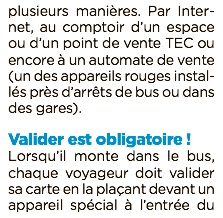 plusieurs manières. Par Inter-
net, au comptoir d'un espace
ou d'un point de vente TEC ou
encore à un automate de vente
(un des appareils rouges instal-
lés près d'arrêts de bus ou dans
des gares).
Valider est obligatoire !
Lorsqu'il monte dans le bus,
chaque voyageur doit valider
sa carte en la plaçant devant un
appareil spécial à l'entrée du